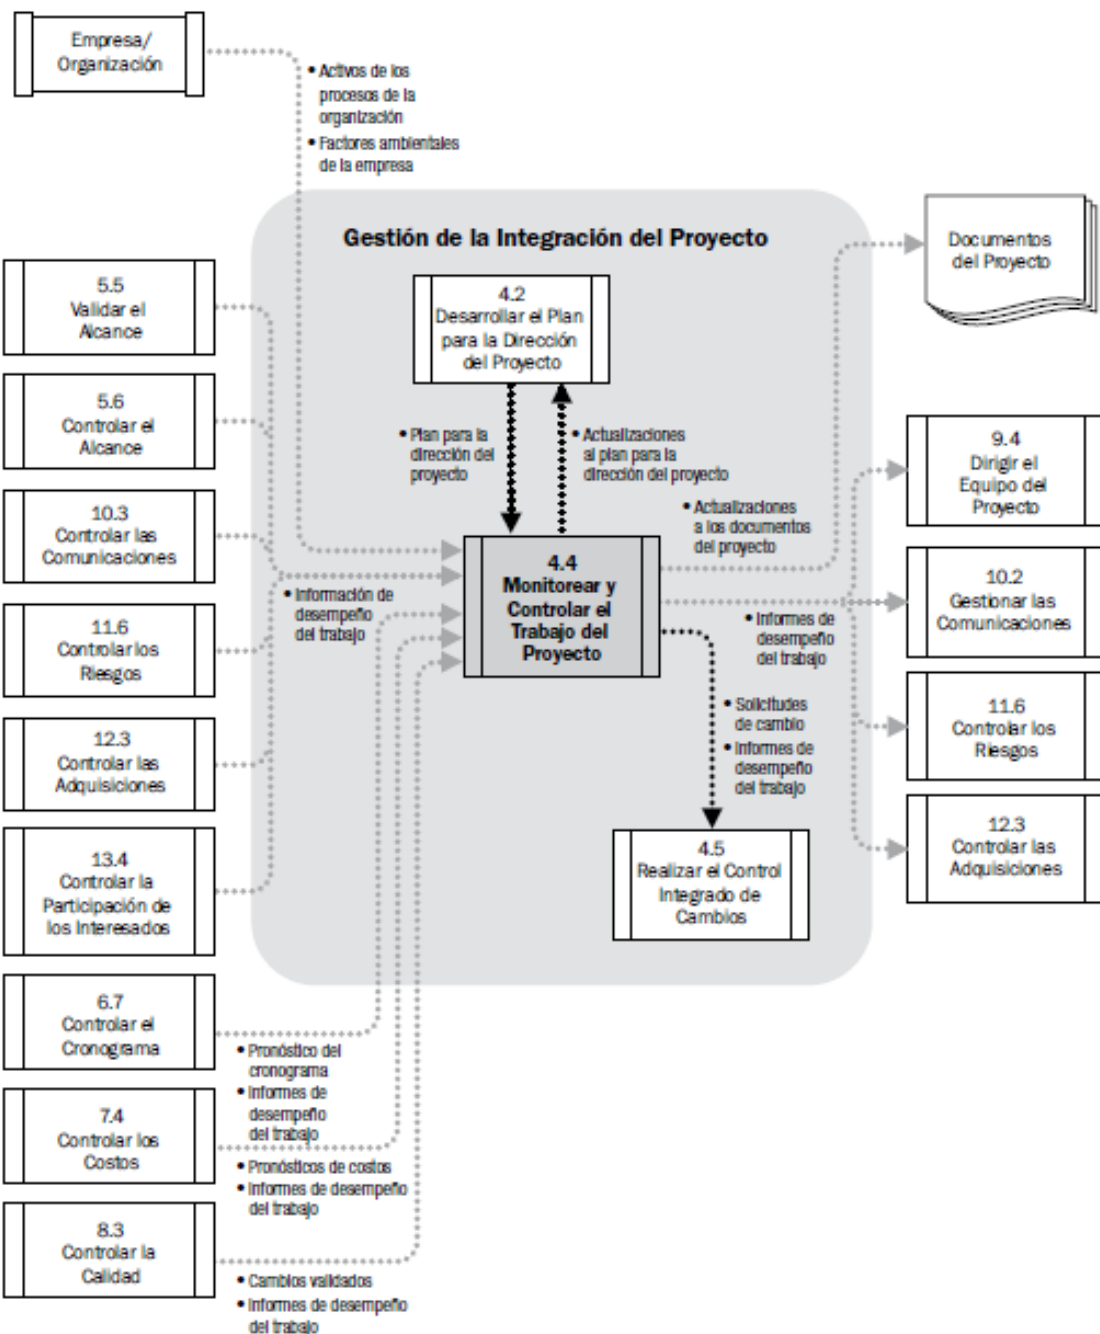 Empresa/
Organización
• Activos de los
procesos de la
organización
• Factores ambientales
de la empresa
Gestión de la Integración del Proyecto
Documentos
del Proyecto
4.2
Desarrollar el Plan
para la Dirección
del Proyecto
5.5
Validar el
Alcance
5.6
Controlar el
Alcance
10.3
Controlar las
Comunicaciones
11.6
Controlar los
Riesgos
12.3
Controlar las
Adquisiciones
13.4
Controlar la
Participación de
los Interesados
6.7
Controlar el
Cronograma
7.4
Controlar los
Costos
8.3
Controlar la
Calidad
• Plan para la
dirección del
proyecto
• Actualizaciones
al plan para la
dirección del proyecto
• Actualizaciones
a los documentos
del proyecto
• Información de
desempeño
del trabajo
4.4
Monitorear y
Controlar el
Trabajo del
Proyecto
• Informes de
desempeño
del trabajo
• Solicitudes
de cambio
• Informes de
desempeño
del trabajo
4.5
Realizar el Control
Integrado de
Cambios
9.4
Dirigir el
Equipo del
Proyecto
10.2
Gestionar las
Comunicaciones
11.6
Controlar los
Riesgos
12.3
Controlar las
Adquisiciones
• Pronóstico del
cronograma
• Informes de
desempeño
del trabajo
• Pronósticos de costos
• Informes de desempeño
del trabajo
• Cambios validados
• Informes de desempeño
del trabajo